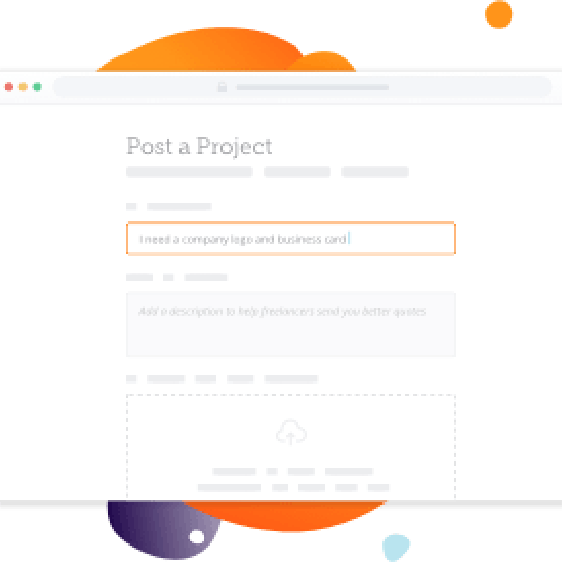 Post a Project
I need a company logo and business card
Add a description to help freelancers send you better quotes